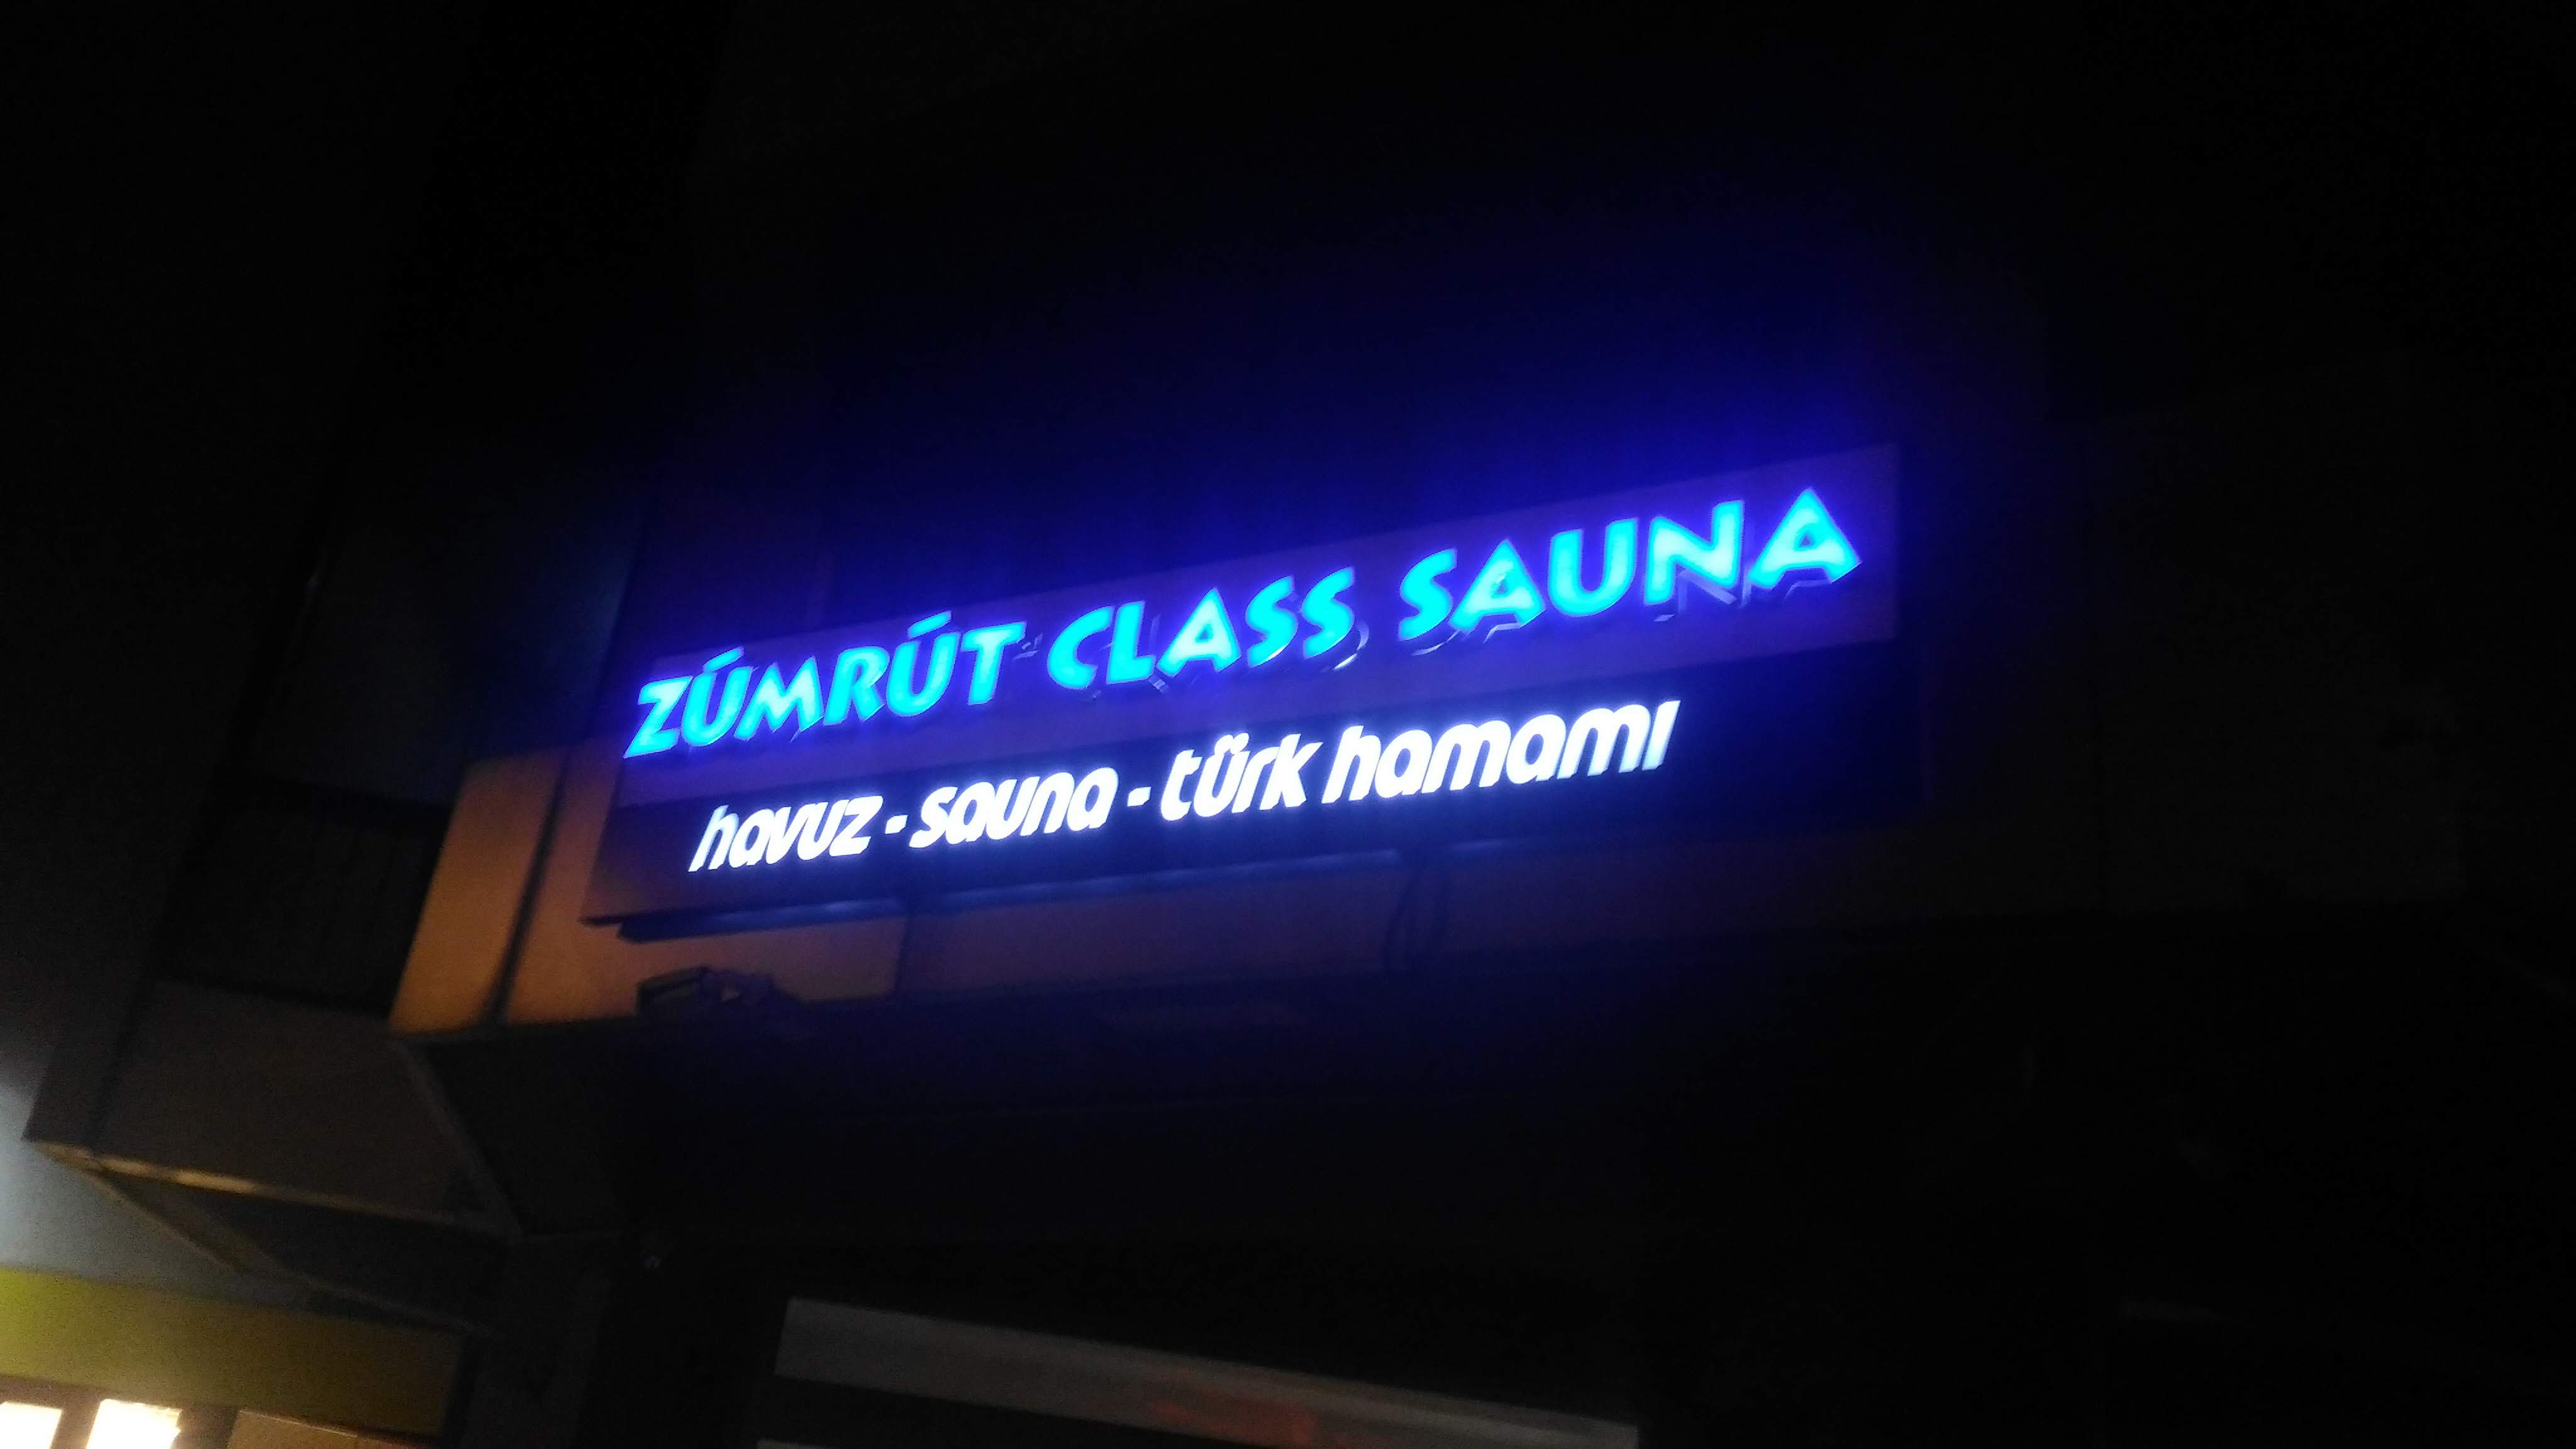 ZÚMRÚT CLASS SAUNA
havuz - sauna - türk hamamı